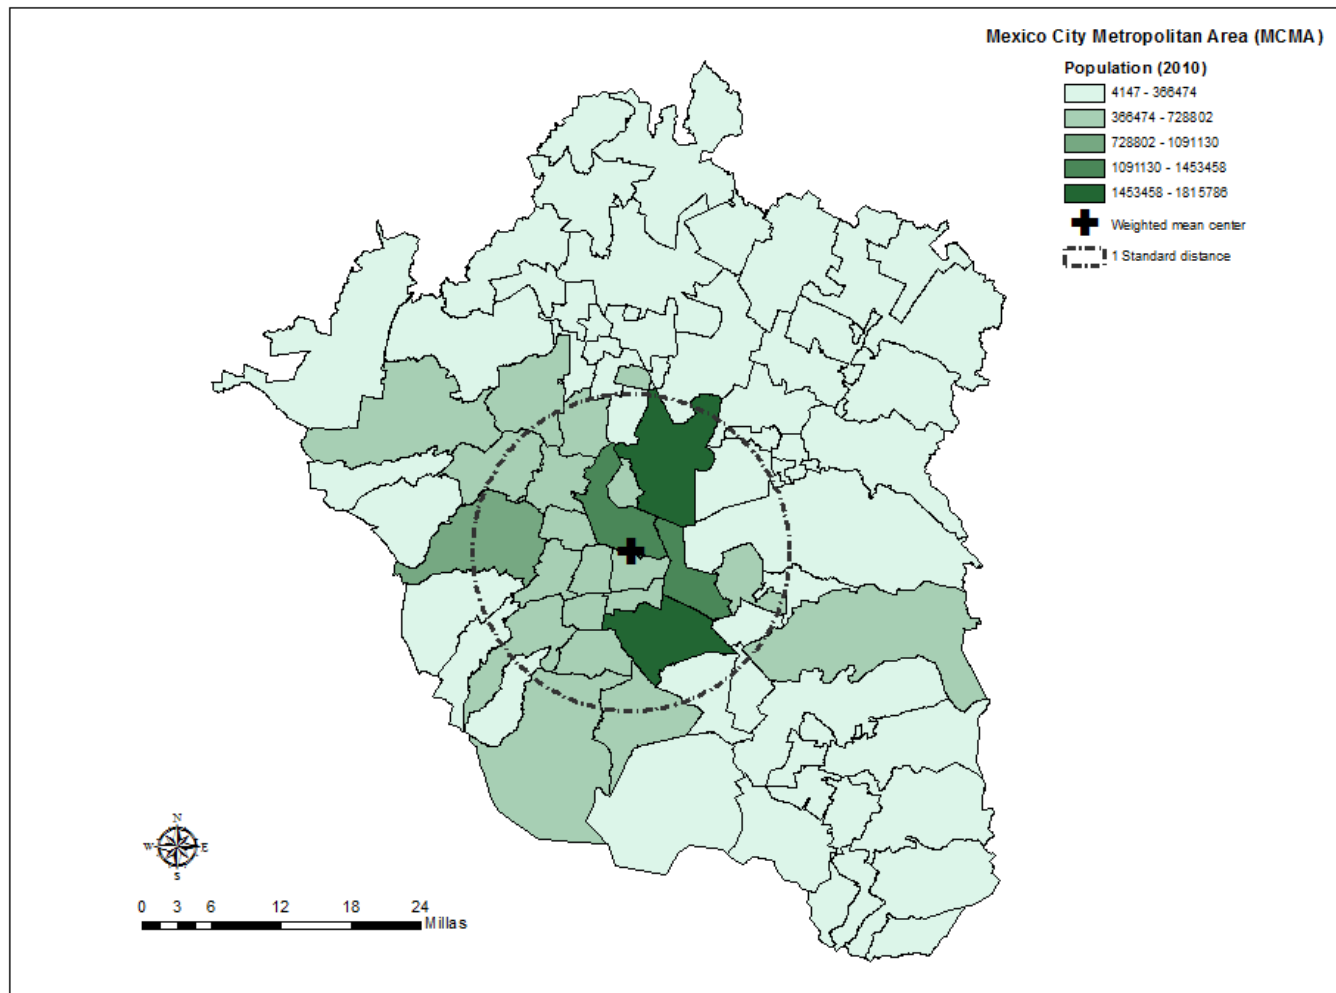 Mexico City Metropolitan Area (MCMA)
Population (2010)
4147 - 366474
366474 - 728802
728802 - 1091130
1091130 - 1453458
1453458 - 1815786
Weighted mean center
1 Standard distance
N
W E
S
0 3 6 12 18 24
Millas